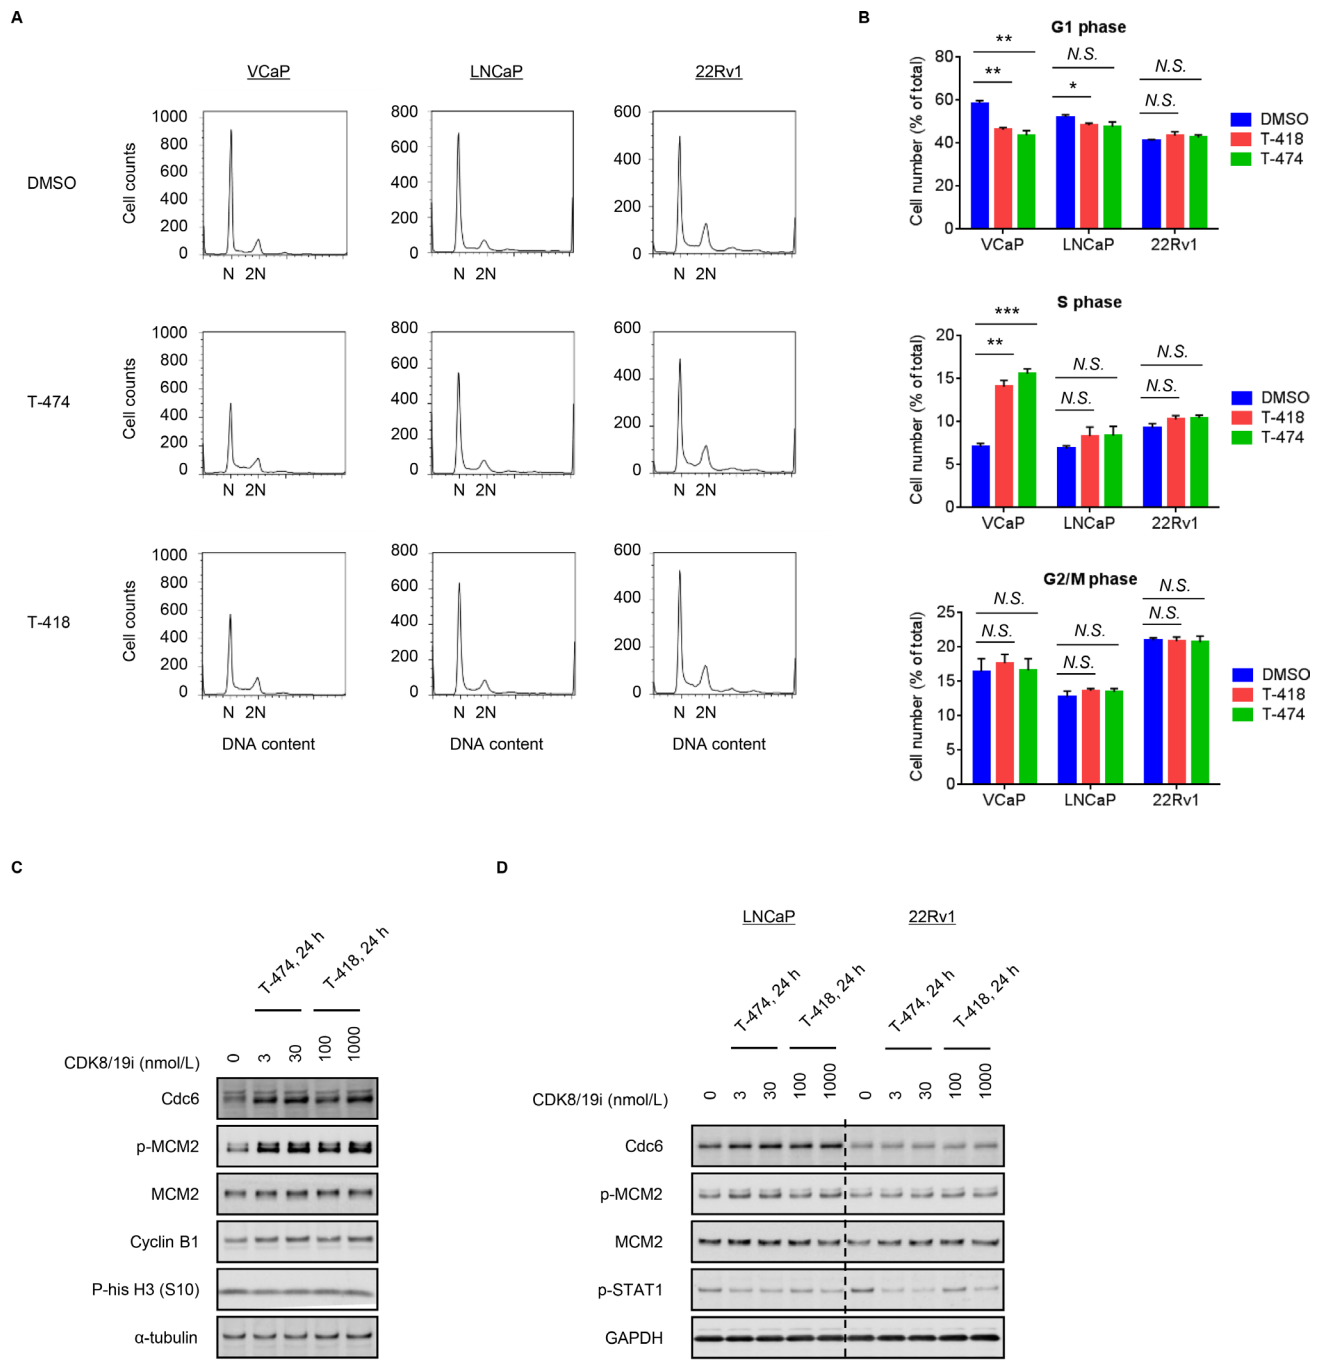 A
VCaP
LNCaP
22Rv1
DMSO
Cell counts
1000
800
600
400
200
0
N 2N
800
600
400
200
0
N 2N
600
400
200
0
N 2N
T-474
Cell counts
1000
800
600
400
200
0
N 2N
800
600
400
200
0
N 2N
600
400
200
0
N 2N
T-418
Cell counts
1000
800
600
400
200
0
N 2N
800
600
400
200
0
N 2N
600
400
200
0
N 2N
DNA content
DNA content
DNA content
B
G1 phase
Cell number (% of total)
80
60
40
20
0
**
**
N.S.
*
N.S.
N.S.
VCaP
LNCaP
22Rv1
DMSO
T-418
T-474
S phase
Cell number (% of total)
20
15
10
5
0
***
**
N.S.
N.S.
N.S.
N.S.
VCaP
LNCaP
22Rv1
DMSO
T-418
T-474
G2/M phase
Cell number (% of total)
25
20
15
10
5
0
N.S.
N.S.
N.S.
N.S.
N.S.
N.S.
VCaP
LNCaP
22Rv1
DMSO
T-418
T-474
C
T-474, 24 h
T-418, 24 h
CDK8/19i (nmol/L)
0
3
30
100
1000
Cdc6
p-MCM2
MCM2
Cyclin B1
P-his H3 (S10)
α-tubulin
D
LNCaP
22Rv1
T-474, 24 h
T-418, 24 h
T-474, 24 h
T-418, 24 h
CDK8/19i (nmol/L)
0
3
30
100
1000
0
3
30
100
1000
Cdc6
p-MCM2
MCM2
p-STAT1
GAPDH